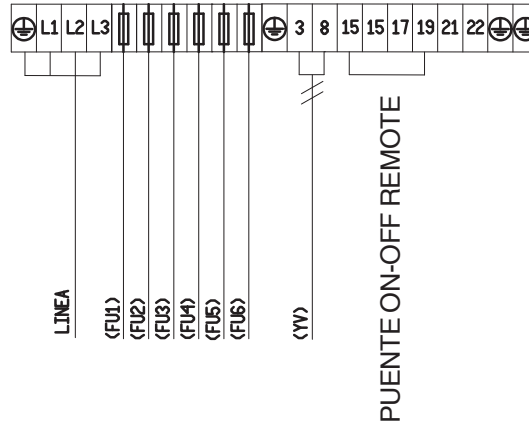 L1 L2 L3 3 8 15 15 17 19 21 22
LINEA
(FU1)
(FU2)
(FU3)
(FU4)
(FU5)
(FU6)
(YV)
PUENTE ON-OFF REMOTE